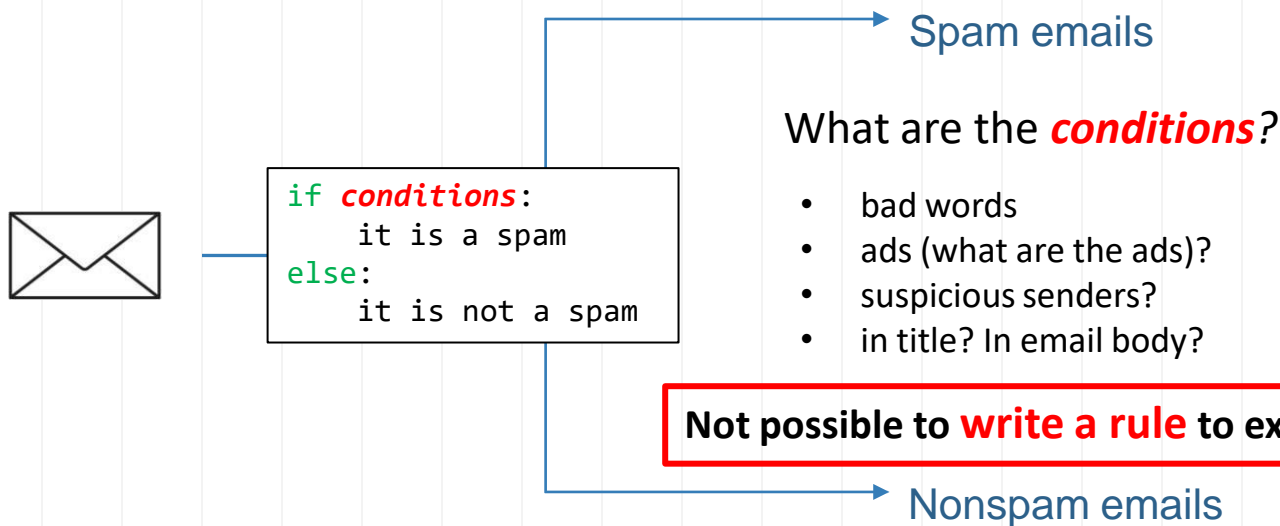 Spam emails
What are the conditions?
if conditions:
it is a spam
else:
it is not a spam
• bad words
• ads (what are the ads)?
• suspicious senders?
• in title? In email body?
Not possible to write a rule to
Nonspam emails